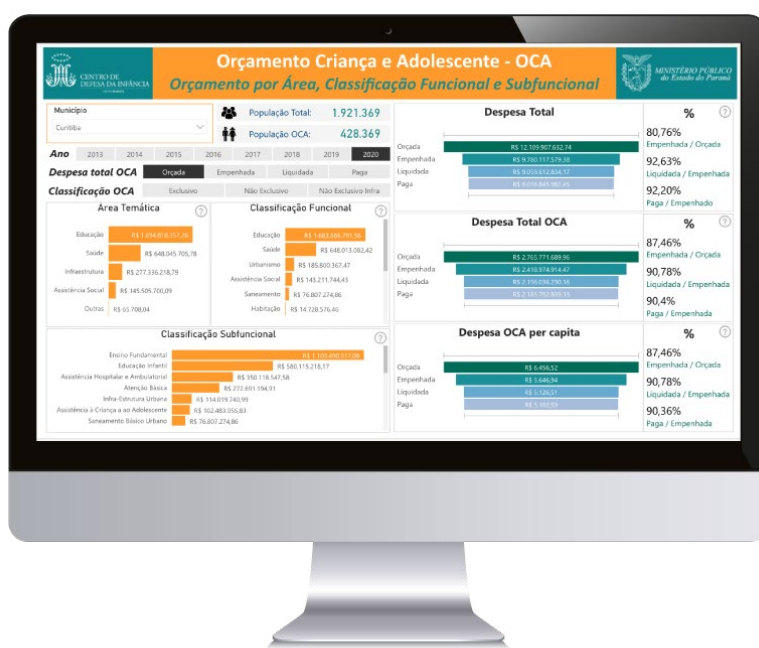 CENTRO DE
DEFESA DA INFÂNCIA
Orçamento Criança e Adolescente - OCA
Orçamento por Área, Classificação Funcional e Subfuncional
MINISTÉRIO PÚBLICO
do Estado do Paraná
Município
Curitiba
População Total: 1.921.369
População OCA: 428.369
Ano 2013 2014 2015 2016 2017 2018 2019 2020
Despesa total OCA Orçada Empenhada Liquidada Paga
Classificação OCA Exclusivo Não Exclusivo Não Exclusivo Infra
Área Temática
Educação
Saúde R$ 648.045.705,78
Infraestrutura R$ 277.336.218,79
Assistência Social R$ 145.505.700,09
Outras R$ 65.708,04
Classificação Funcional
Educação
Saúde R$ 648.013.082,42
Urbanismo R$ 185.800.367,47
Assistência Social R$ 143.211.744,43
Saneamento R$ 76.807.274,86
Habitação R$ 14.728.576,46
Classificação Subfuncional
Ensino Fundamental
Educação Infantil R$ 580.115.218,17
Assistência Hospitalar e Ambulatorial R$ 350.118.547,58
Atenção Básica
Infra-Estrutura Urbana R$ 114.019.740,99
Assistência à Criança a ao Adolescente R$ 102.483.056,83
Saneamento Básico Urbano R$ 76.807.274,86
Despesa Total
Orçada R$ 12.109.907.632,74
Empenhada R$ 9.780.117.579,38
Liquidada
Paga
%
80,76%
Empenhada / Orçada
92,63%
Liquidada / Empenhada
92,20%
Paga / Empenhado
Despesa Total OCA
Orçada R$ 2.765.771.689,96
Empenhada R$ 2.418.974.914,47
Liquidada
Paga
%
87,46%
Empenhada / Orçada
90,78%
Liquidada / Empenhada
90,4%
Paga / Empenhada
Despesa OCA per capita
Orçada R$ 6.456,52
Empenhada R$ 5.646,94
Liquidada R$ 5.126,51
Paga
%
87,46%
Empenhada / Orçada
90,78%
Liquidada / Empenhada
90,36%
Paga / Empenhada